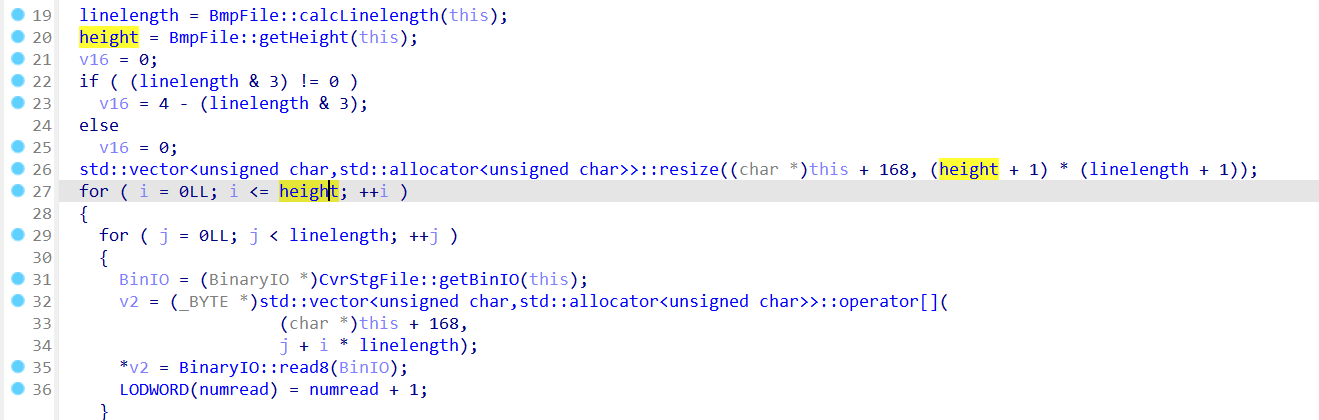 19 linelength = BmpFile::calcLinelength(this);
20 height = BmpFile::getHeight(this);
21 v16 = 0;
22 if ( (linelength & 3) != 0 )
23 v16 = 4 - (linelength & 3);
24 else
25 v16 = 0;
26 std::vector<unsigned char,std::allocator<unsigned char>>::resize((char *)this + 168, (height + 1) * (linelength + 1));
27 for ( i = 0LL; i <= height; ++i )
28 {
29 for ( j = 0LL; j < linelength; ++j )
30 {
31 BinIO = (BinaryIO *)CvrStgFile::getBinIO(this);
32 v2 = (_BYTE *)std::vector<unsigned char,std::allocator<unsigned char>>::operator[](
33 (char *)this + 168,
34 j + i * linelength);
35 *v2 = BinaryIO::read8(BinIO);
36 LODWORD(numread) = numread + 1;
}